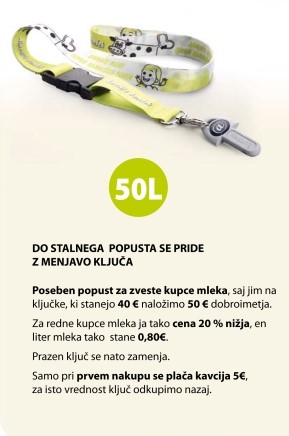 50L
DO STALNEGA POPUSTA SE PRIDE
Z MENJAVO KLJUČA
Poseben popust za zveste kupce mleka, saj jim na
ključke, ki stanejo 40 € naložimo 50 € dobroimetja.
Za redne kupce mleka ja tako cena 20 % nižja, en
liter mleka tako stane 0,80€.
Prazen ključ se nato zamenja.
Samo pri prvem nakupu se plača kavcija 5€,
za isto vrednost ključ odkupimo nazaj.